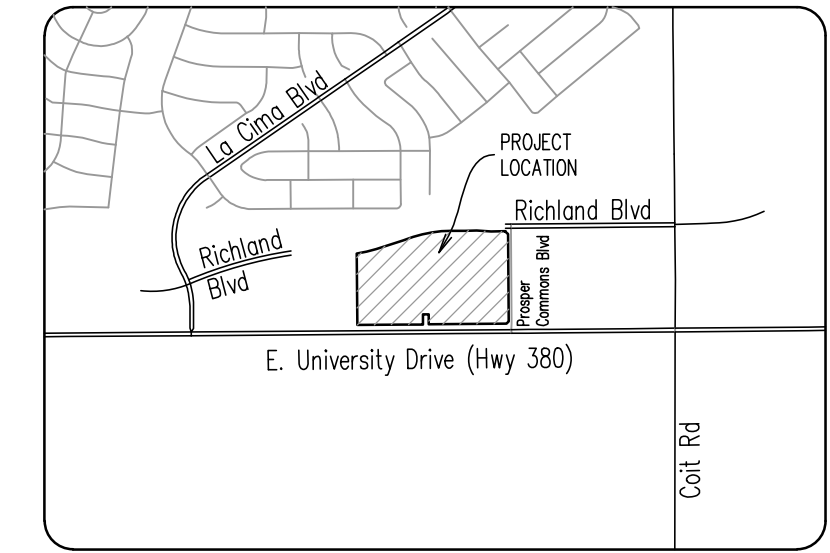 La Cima Blvd
PROJECT
LOCATION
Richland Blvd
Richland
Blvd
Prosper
Commons Blvd
E. University Drive (Hwy 380)
Coit Rd